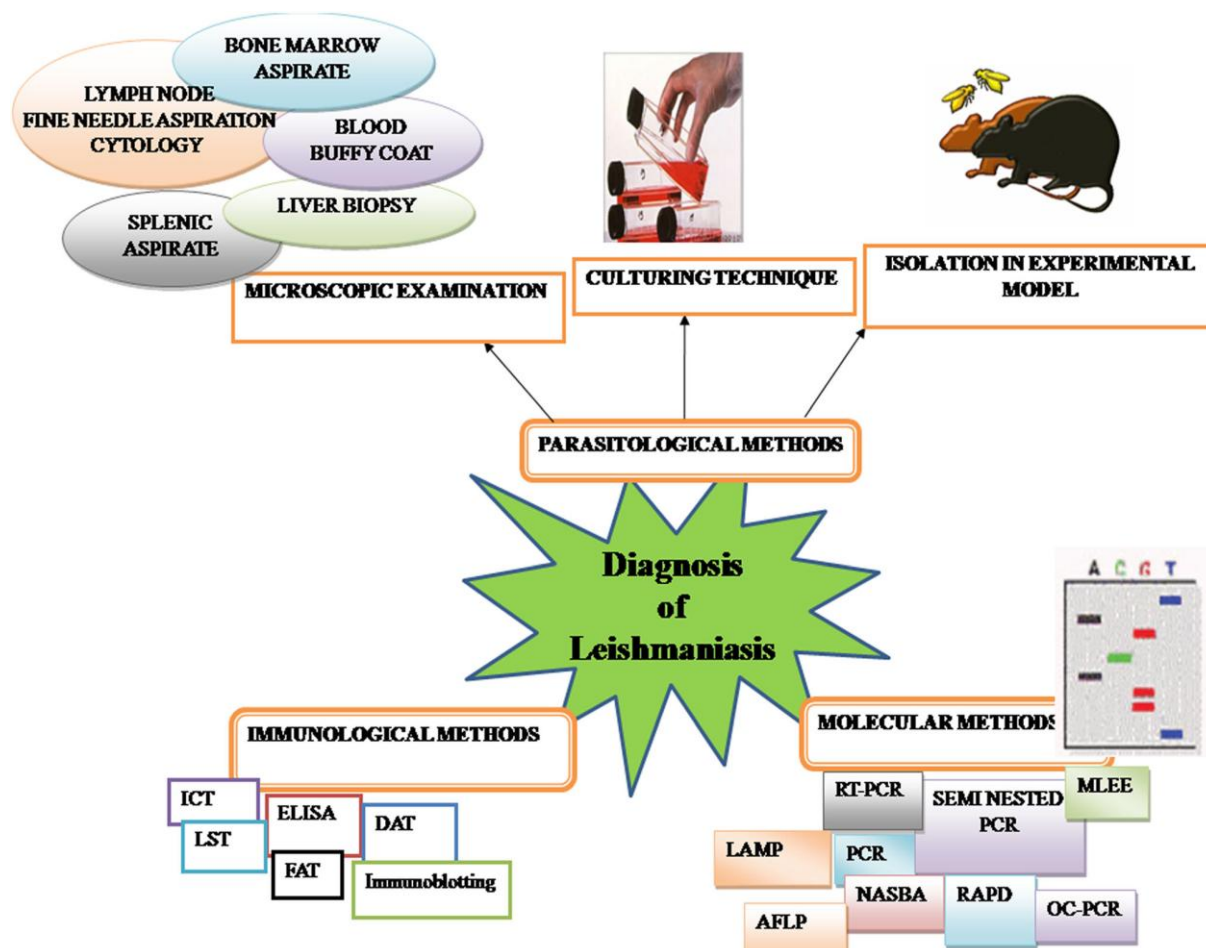 BONE MARROW
ASPIRATE
LYMPH NODE
FINE NEEDLE ASPIRATION
CYTOLOGY
BLOOD
BUFFY COAT
LIVER BIOPSY
SPLENIC
ASPIRATE
MICROSCOPIC EXAMINATION
CULTURING TECHNIQUE
ISOLATION IN EXPERIMENTAL
MODEL
PARASITOLOGICAL METHODS
Diagnosis
of
Leishmaniasis
A C G T
IMMUNOLOGICAL METHODS
ICT
ELISA
DAT
LST
FAT
Immunoblotting
MOLECULAR METHODS
RT-PCR
SEMI NESTED
PCR
MLEE
LAMP
PCR
NASBA
RAPD
OC-PCR
AFLP